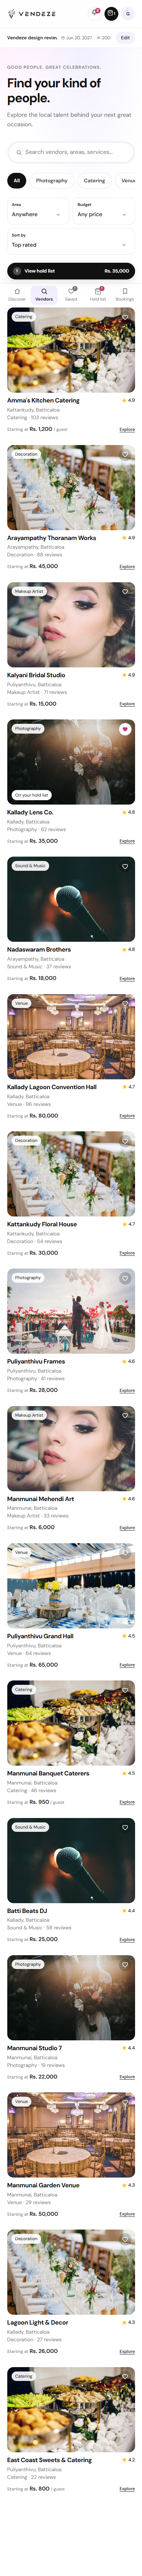 VENDEZE
G
Vendeze design review
Jun 20, 2027
200
Edit
GOOD PEOPLE. GREAT CELEBRATIONS.
Find your kind of
people.
Explore the local talent behind your next great
occasion.
Search vendors, areas, services...
All
Photography
Catering
Venue
Area
Anywhere
Budget
Any price
Sort by
Top rated
View hold list
Rs. 35,000
Discover
Vendors
Saved
Hold list
Bookings
Catering
Amma's Kitchen Catering
4.9
Kattankudy, Batticaloa
Catering · 103 reviews
Starting at Rs. 1,200 / guest
Explore
Decoration
Arayampathy Thoranam Works
4.9
Arayampathy, Batticaloa
Decoration · 88 reviews
Starting at Rs. 45,000
Explore
Makeup Artist
Kalyani Bridal Studio
4.9
Puliyanthivu, Batticaloa
Makeup Artist · 71 reviews
Starting at Rs. 15,000
Explore
Photography
On your hold list
Kallady Lens Co.
4.8
Kallady, Batticaloa
Photography · 62 reviews
Starting at Rs. 35,000
Explore
Sound & Music
Nadaswaram Brothers
4.8
Arayampathy, Batticaloa
Sound & Music · 37 reviews
Starting at Rs. 18,000
Explore
Venue
Kallady Lagoon Convention Hall
4.7
Kallady, Batticaloa
Venue · 96 reviews
Starting at Rs. 80,000
Explore
Decoration
Kattankudy Floral House
4.7
Kattankudy, Batticaloa
Decoration · 54 reviews
Starting at Rs. 30,000
Explore
Photography
Puliyanthivu Frames
4.6
Puliyanthivu, Batticaloa
Photography · 41 reviews
Starting at Rs. 28,000
Explore
Makeup Artist
Manmunai Mehendi Art
4.6
Manmunai, Batticaloa
Makeup Artist · 33 reviews
Starting at Rs. 6,000
Explore
Venue
Puliyanthivu Grand Hall
4.5
Puliyanthivu, Batticaloa
Venue · 64 reviews
Starting at Rs. 65,000
Explore
Catering
Manmunai Banquet Caterers
4.5
Manmunai, Batticaloa
Catering · 46 reviews
Starting at Rs. 950 / guest
Explore
Sound & Music
Batti Beats DJ
4.4
Kallady, Batticaloa
Sound & Music · 58 reviews
Starting at Rs. 25,000
Explore
Photography
Manmunai Studio 7
4.4
Manmunai, Batticaloa
Photography · 19 reviews
Starting at Rs. 22,000
Explore
Venue
Manmunai Garden Venue
4.3
Manmunai, Batticaloa
Venue · 28 reviews
Starting at Rs. 50,000
Explore
Decoration
Lagoon Light & Decor
4.3
Kallady, Batticaloa
Decoration · 27 reviews
Starting at Rs. 26,000
Explore
Catering
East Coast Sweets & Catering
4.2
Puliyanthivu, Batticaloa
Catering · 22 reviews
Starting at Rs. 800 / guest
Explore